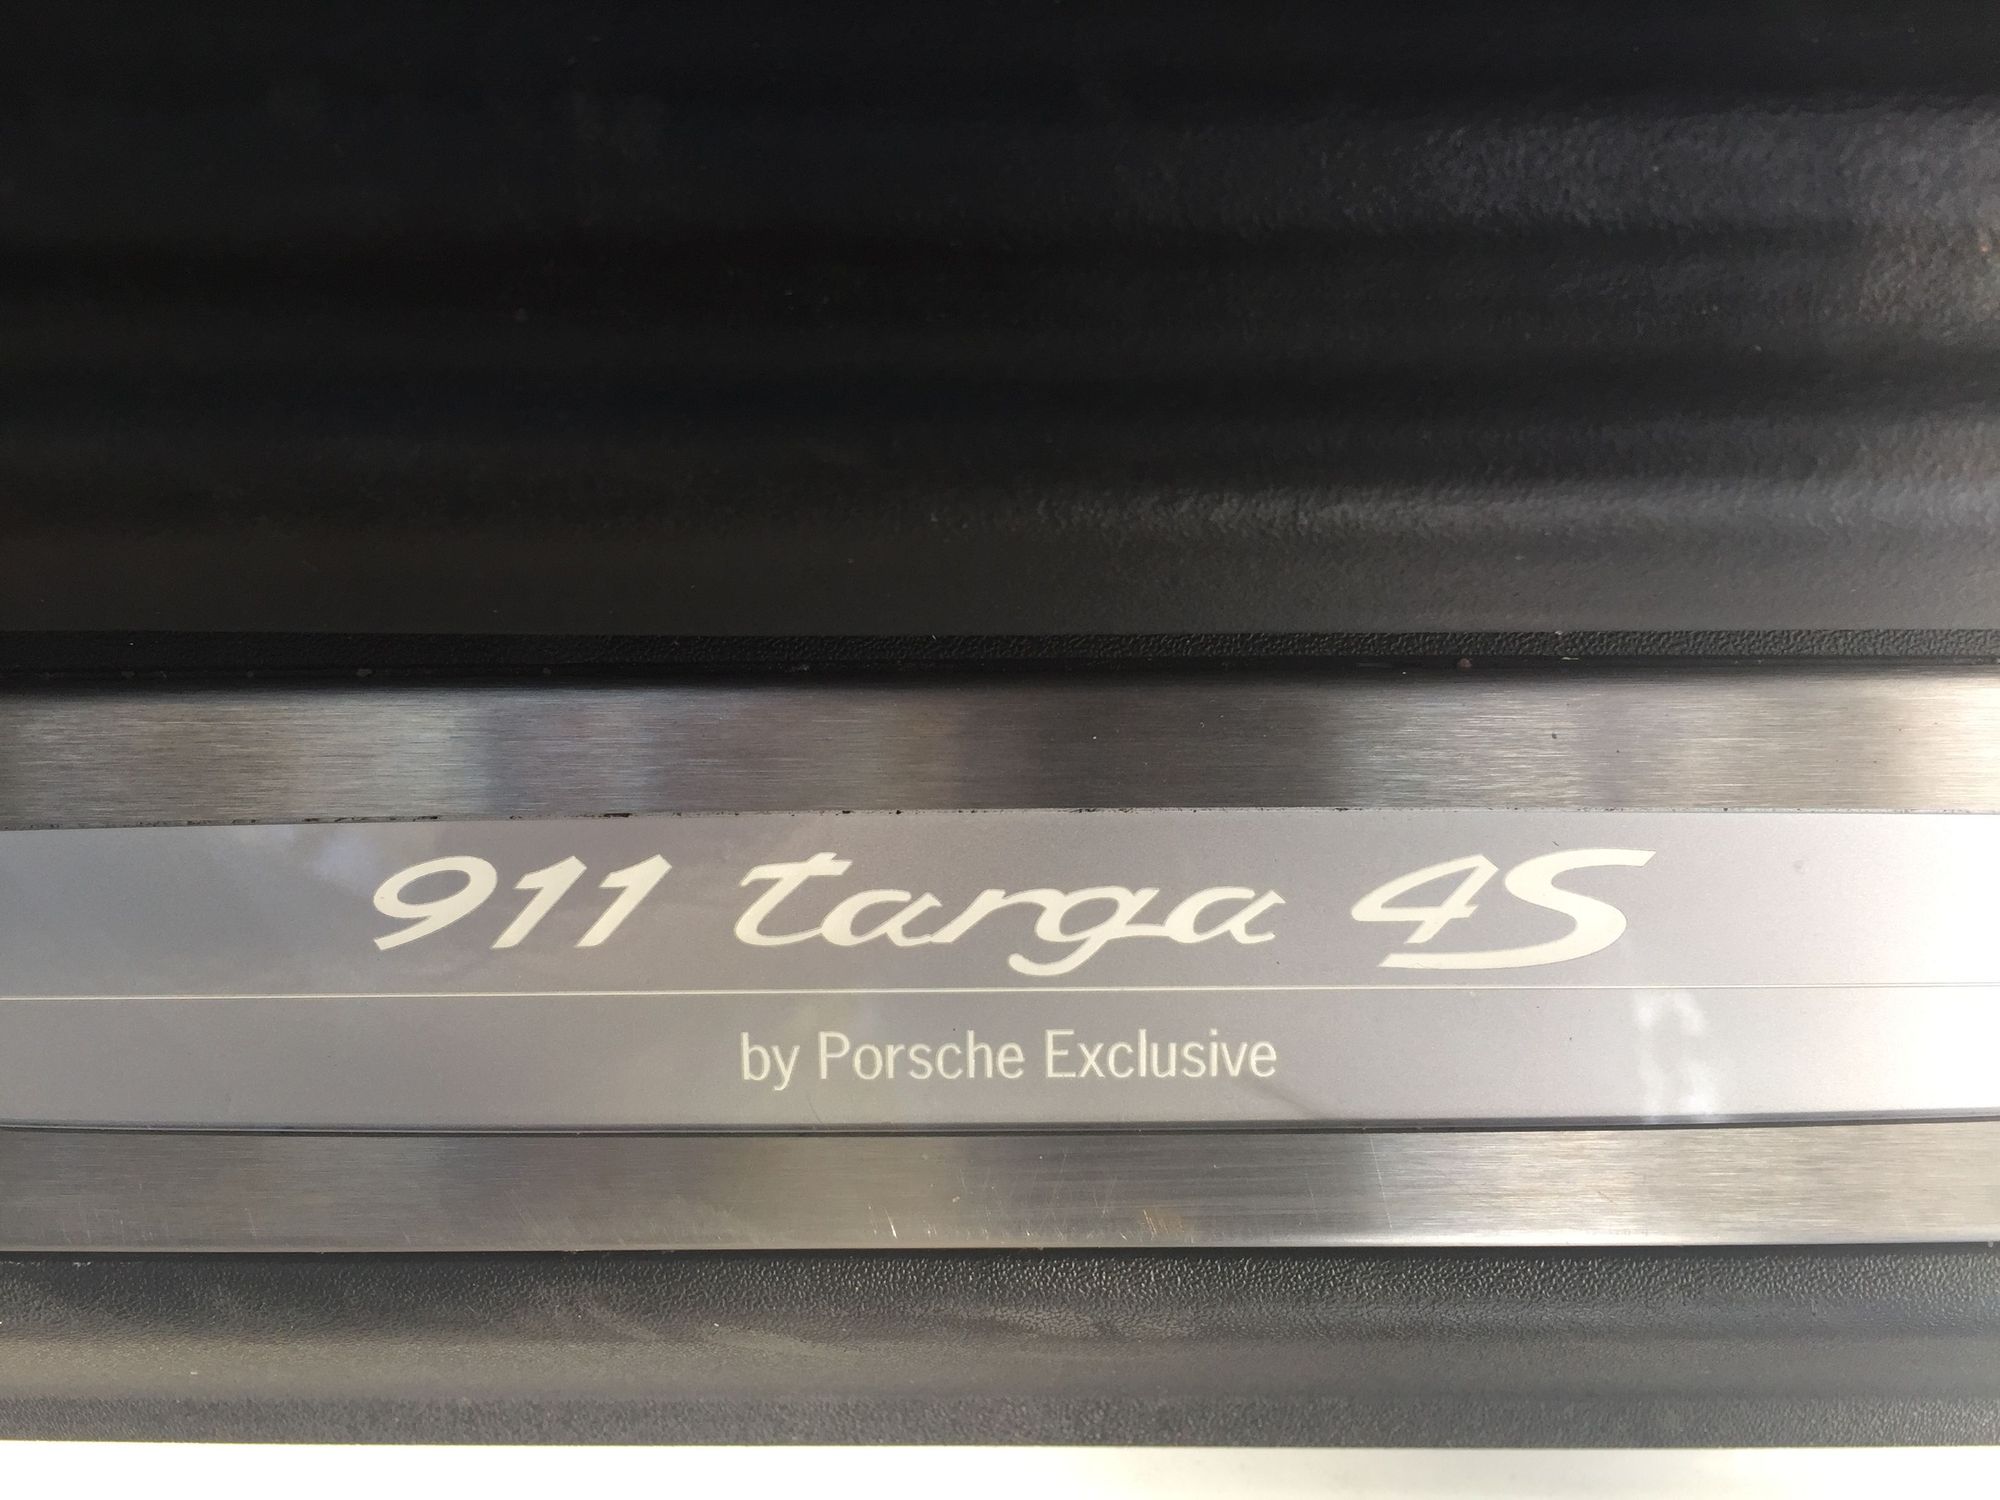 911 targa 4S
by Porsche Exclusive